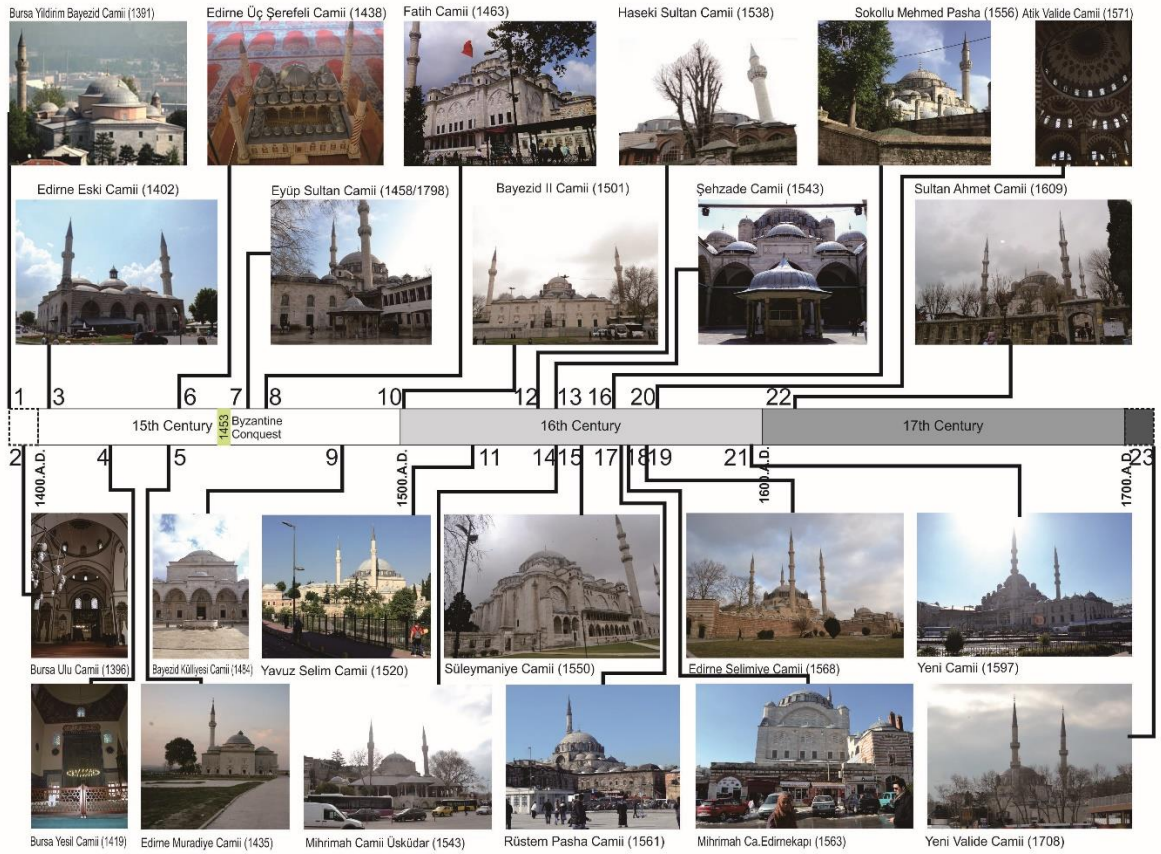 Bursa Yildirim Bayezid Camii (1391)
Edirne Üç Şerefeli Camii (1438)
Fatih Camii (1463)
Haseki Sultan Camii (1538)
Sokollu Mehmed Pasha (1556)
Atik Valide Camii (1571)
Edirne Eski Camii (1402)
Eyüp Sultan Camii (1458/1798)
Bayezid II Camii (1501)
Şehzade Camii (1543)
Sultan Ahmet Camii (1609)
1 3 6 7 8 10 12 13 16 20 22
15th Century
1453
Byzantine
Conquest
16th Century
17th Century
2 4 5 9 11 14 15 17 18 19 21 23
1400.A.D.
1500.A.D.
1600.A.D.
1700.A.D.
Bursa Ulu Camii (1396)
Bayezid Külliyesi Camii (1484)
Yavuz Selim Camii (1520)
Süleymaniye Camii (1550)
Edirne Selimiye Camii (1568)
Yeni Camii (1597)
Bursa Yesil Camii (1419)
Edirne Muradiye Camii (1435)
Mihrimah Camii Üsküdar (1543)
Rüstem Pasha Camii (1561)
Mihrimah Ca.Edirnekapı (1563)
Yeni Valide Camii (1708)